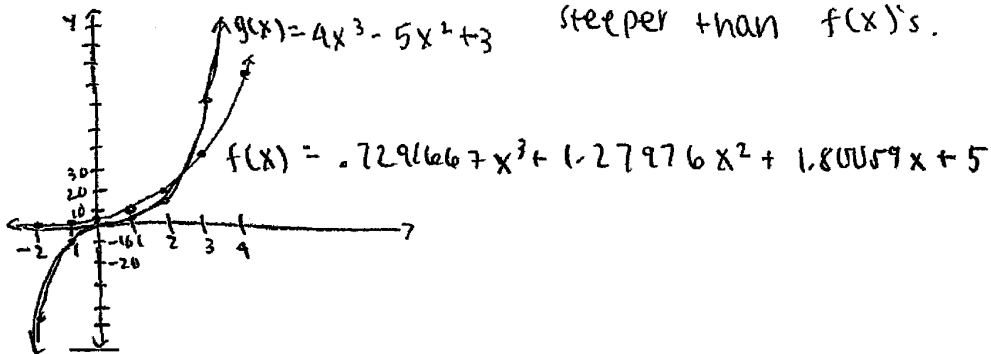 steeper than f(x)'s.
y
g(x) = 4x³ - 5x² + 3
f(x) = .7291667x³ + 1.27976x² + 1.80059x + 5
30
20
10
-2 -1 -10 1 2 3 4
-20